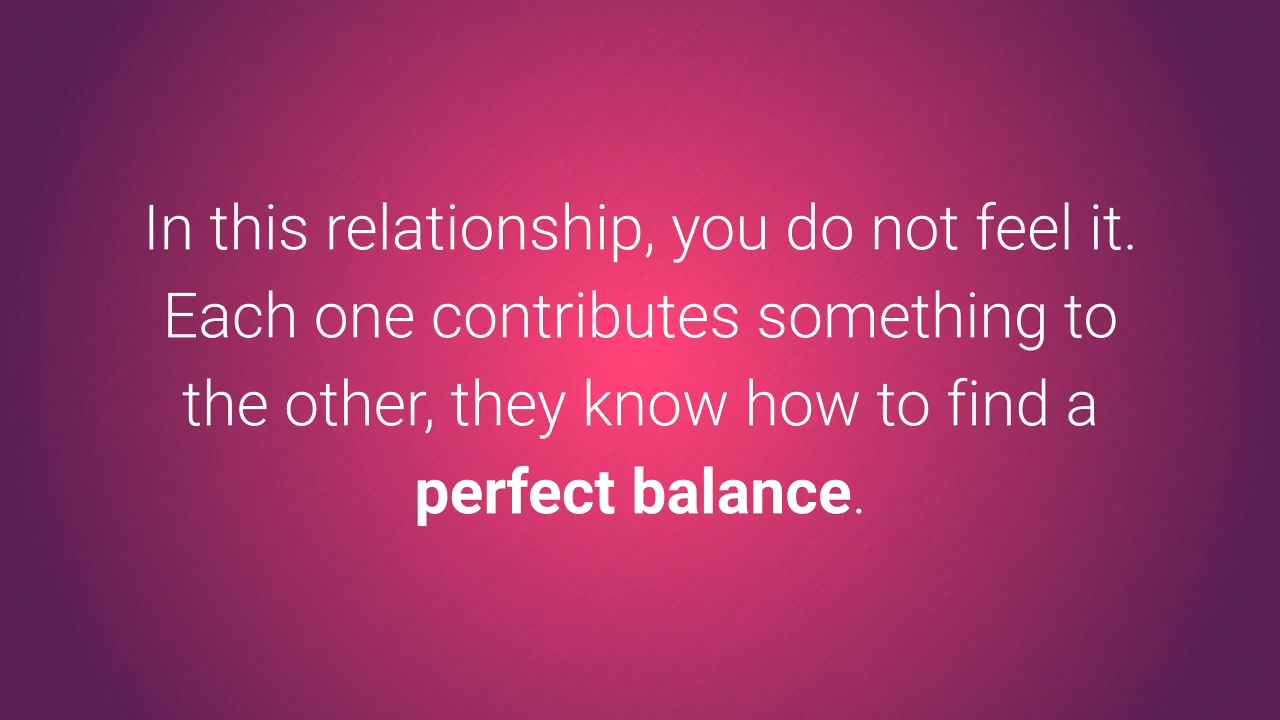 In this relationship, you do not feel it.
Each one contributes something to
the other, they know how to find a
perfect balance.